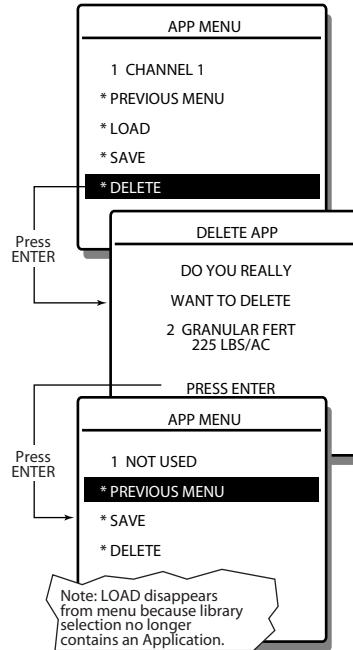 APP MENU
1 CHANNEL 1
* PREVIOUS MENU
* LOAD
* SAVE
* DELETE
Press
ENTER
DELETE APP
DO YOU REALLY
WANT TO DELETE
2 GRANULAR FERT
225 LBS/AC
PRESS ENTER
Press
ENTER
APP MENU
1 NOT USED
* PREVIOUS MENU
* SAVE
* DELETE
Note: LOAD disappears
from menu because library
selection no longer
contains an Application.